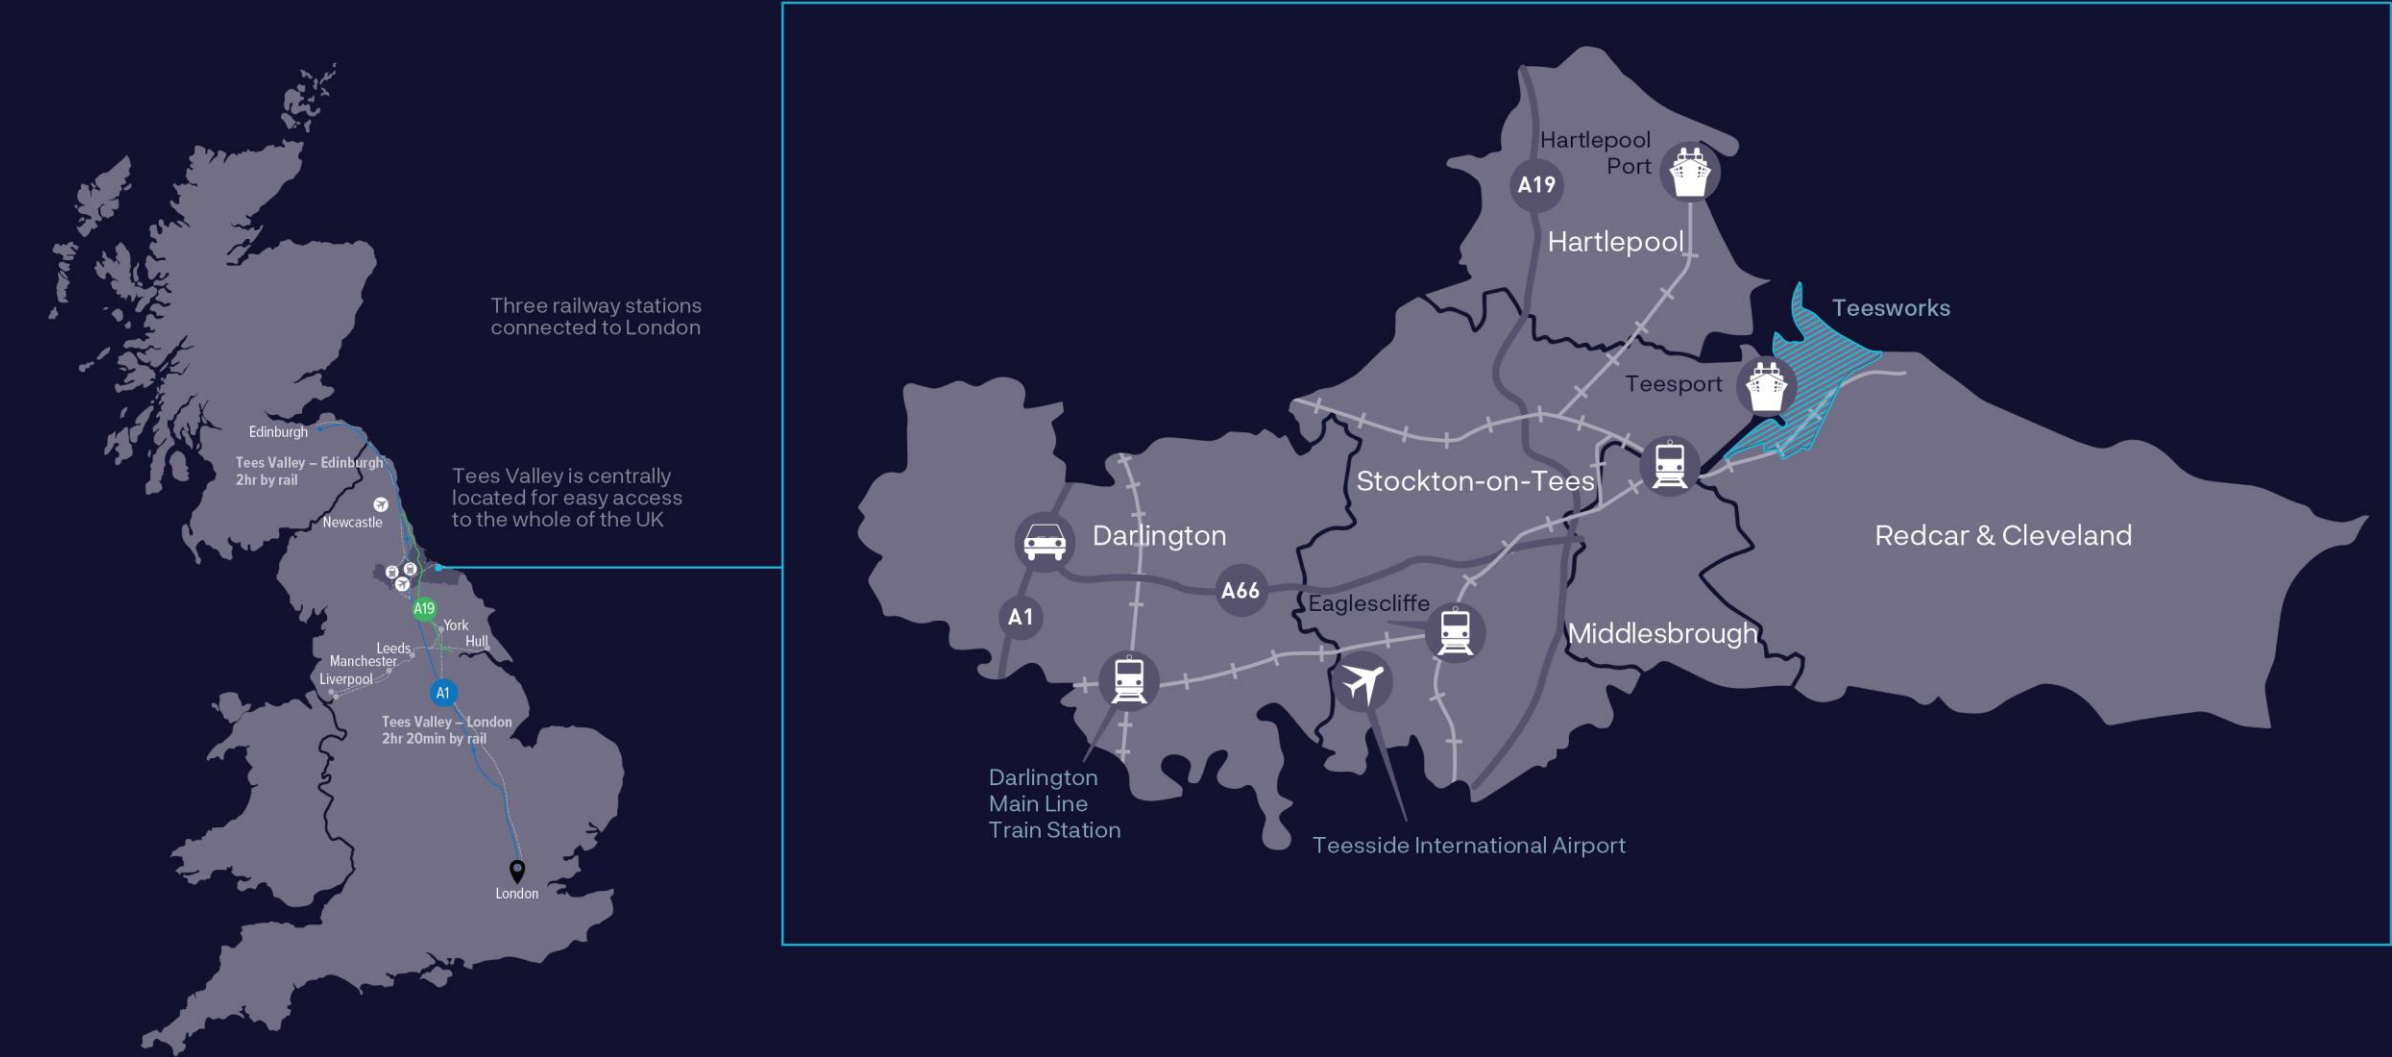 Three railway stations
connected to London
Edinburgh
Tees Valley – Edinburgh
2hr by rail
Tees Valley is centrally
located for easy access
to the whole of the UK
Newcastle
A19
York
Hull
Leeds
Manchester
Liverpool
A1
Tees Valley – London
2hr 20min by rail
London
Hartlepool
Port
A19
Hartlepool
Teesworks
Teesport
Stockton-on-Tees
Darlington
Redcar & Cleveland
A66
Eaglescliffe
A1
Middlesbrough
Darlington
Main Line
Train Station
Teesside International Airport